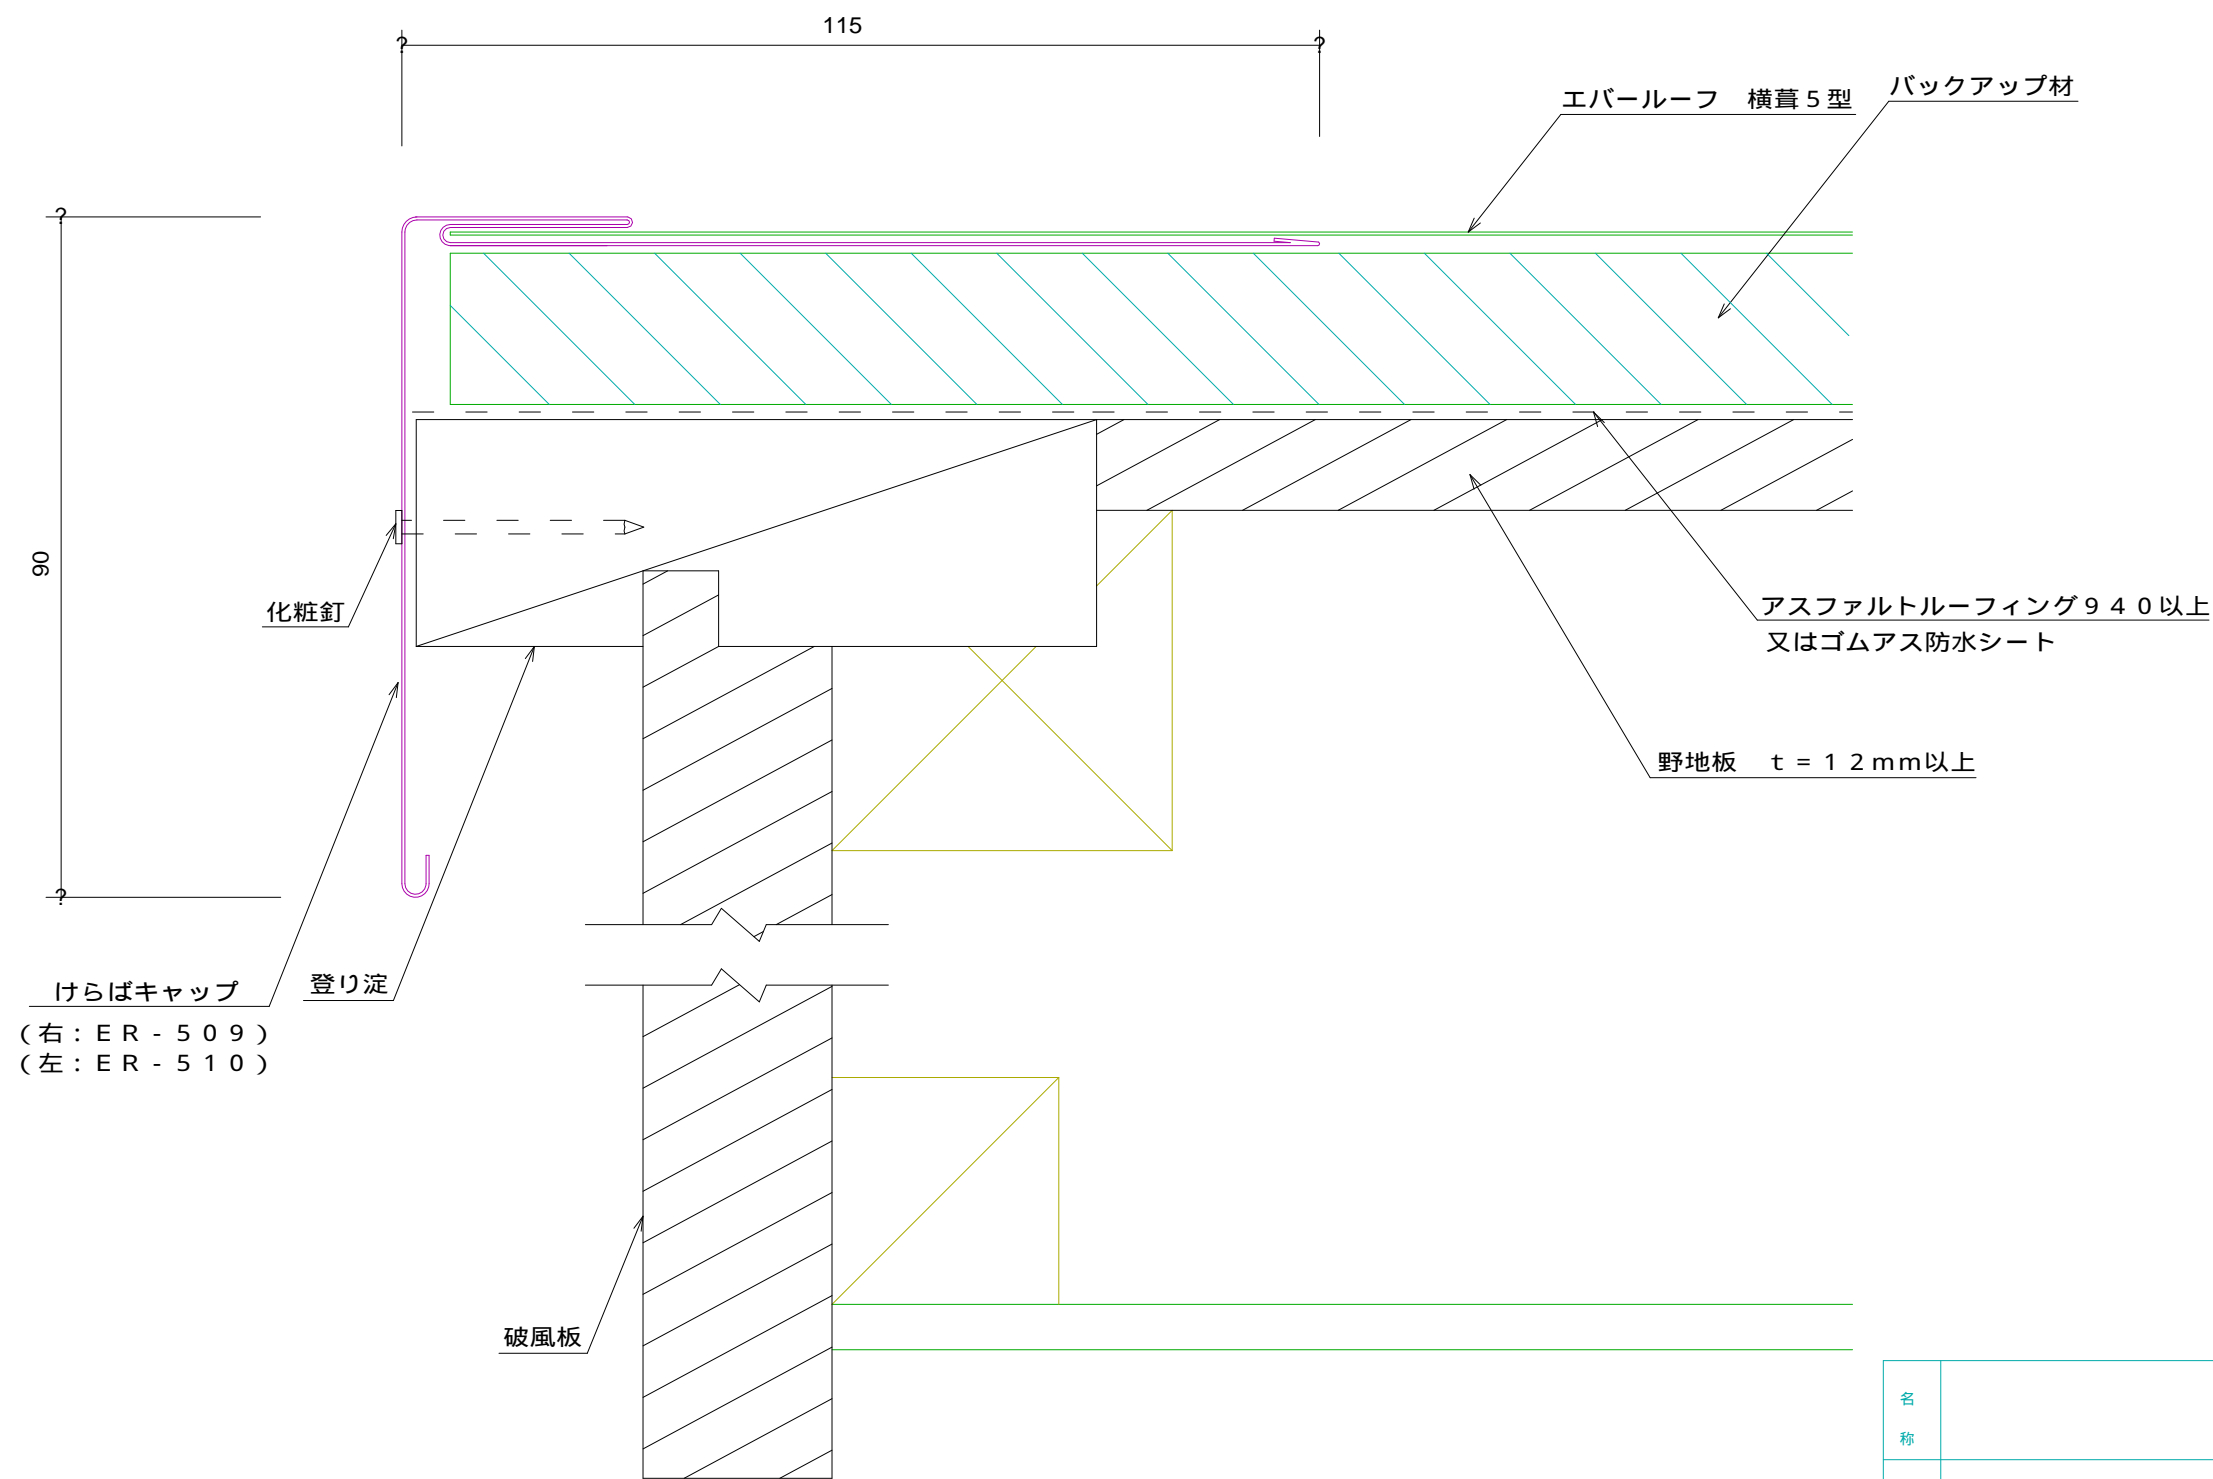 115
?
?
エバールーフ　横葺５型
バックアップ材
?
90
化粧釘
アスファルトルーフィング９４０以上
又はゴムアス防水シート
野地板　ｔ＝１２ｍｍ以上
?
けらばキャップ
登り淀
（右：ＥＲ－５０９）
（左：ＥＲ－５１０）
破風板
名
称